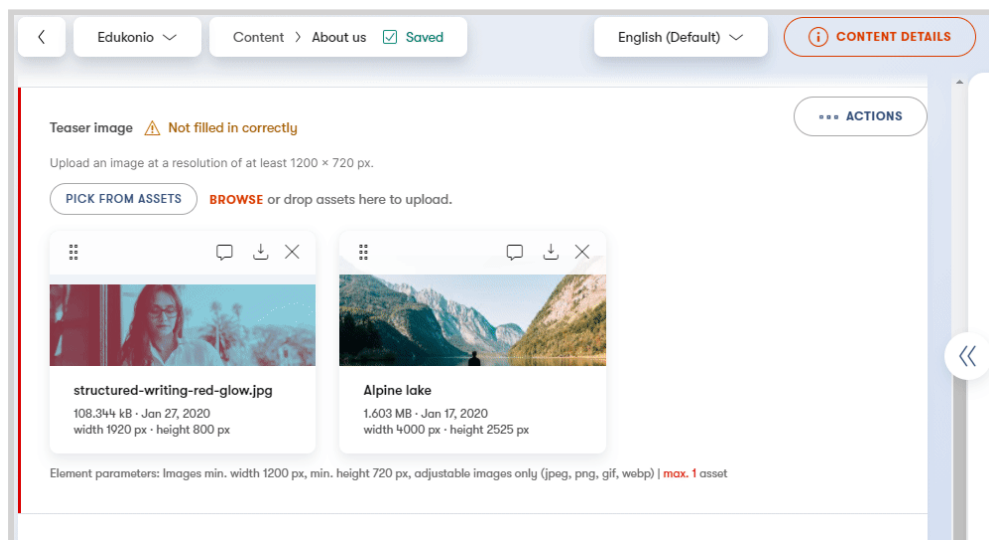 Edukonio
Content > About us Saved
English (Default)
CONTENT DETAILS
ACTIONS
Teaser image Not filled in correctly
Upload an image at a resolution of at least 1200 × 720 px.
PICK FROM ASSETS BROWSE or drop assets here to upload.
structured-writing-red-glow.jpg
108.344 kB · Jan 27, 2020
width 1920 px · height 800 px
Alpine lake
1.603 MB · Jan 17, 2020
width 4000 px · height 2525 px
Element parameters: Images min. width 1200 px, min. height 720 px, adjustable images only (jpeg, png, gif, webp) | max. 1 asset